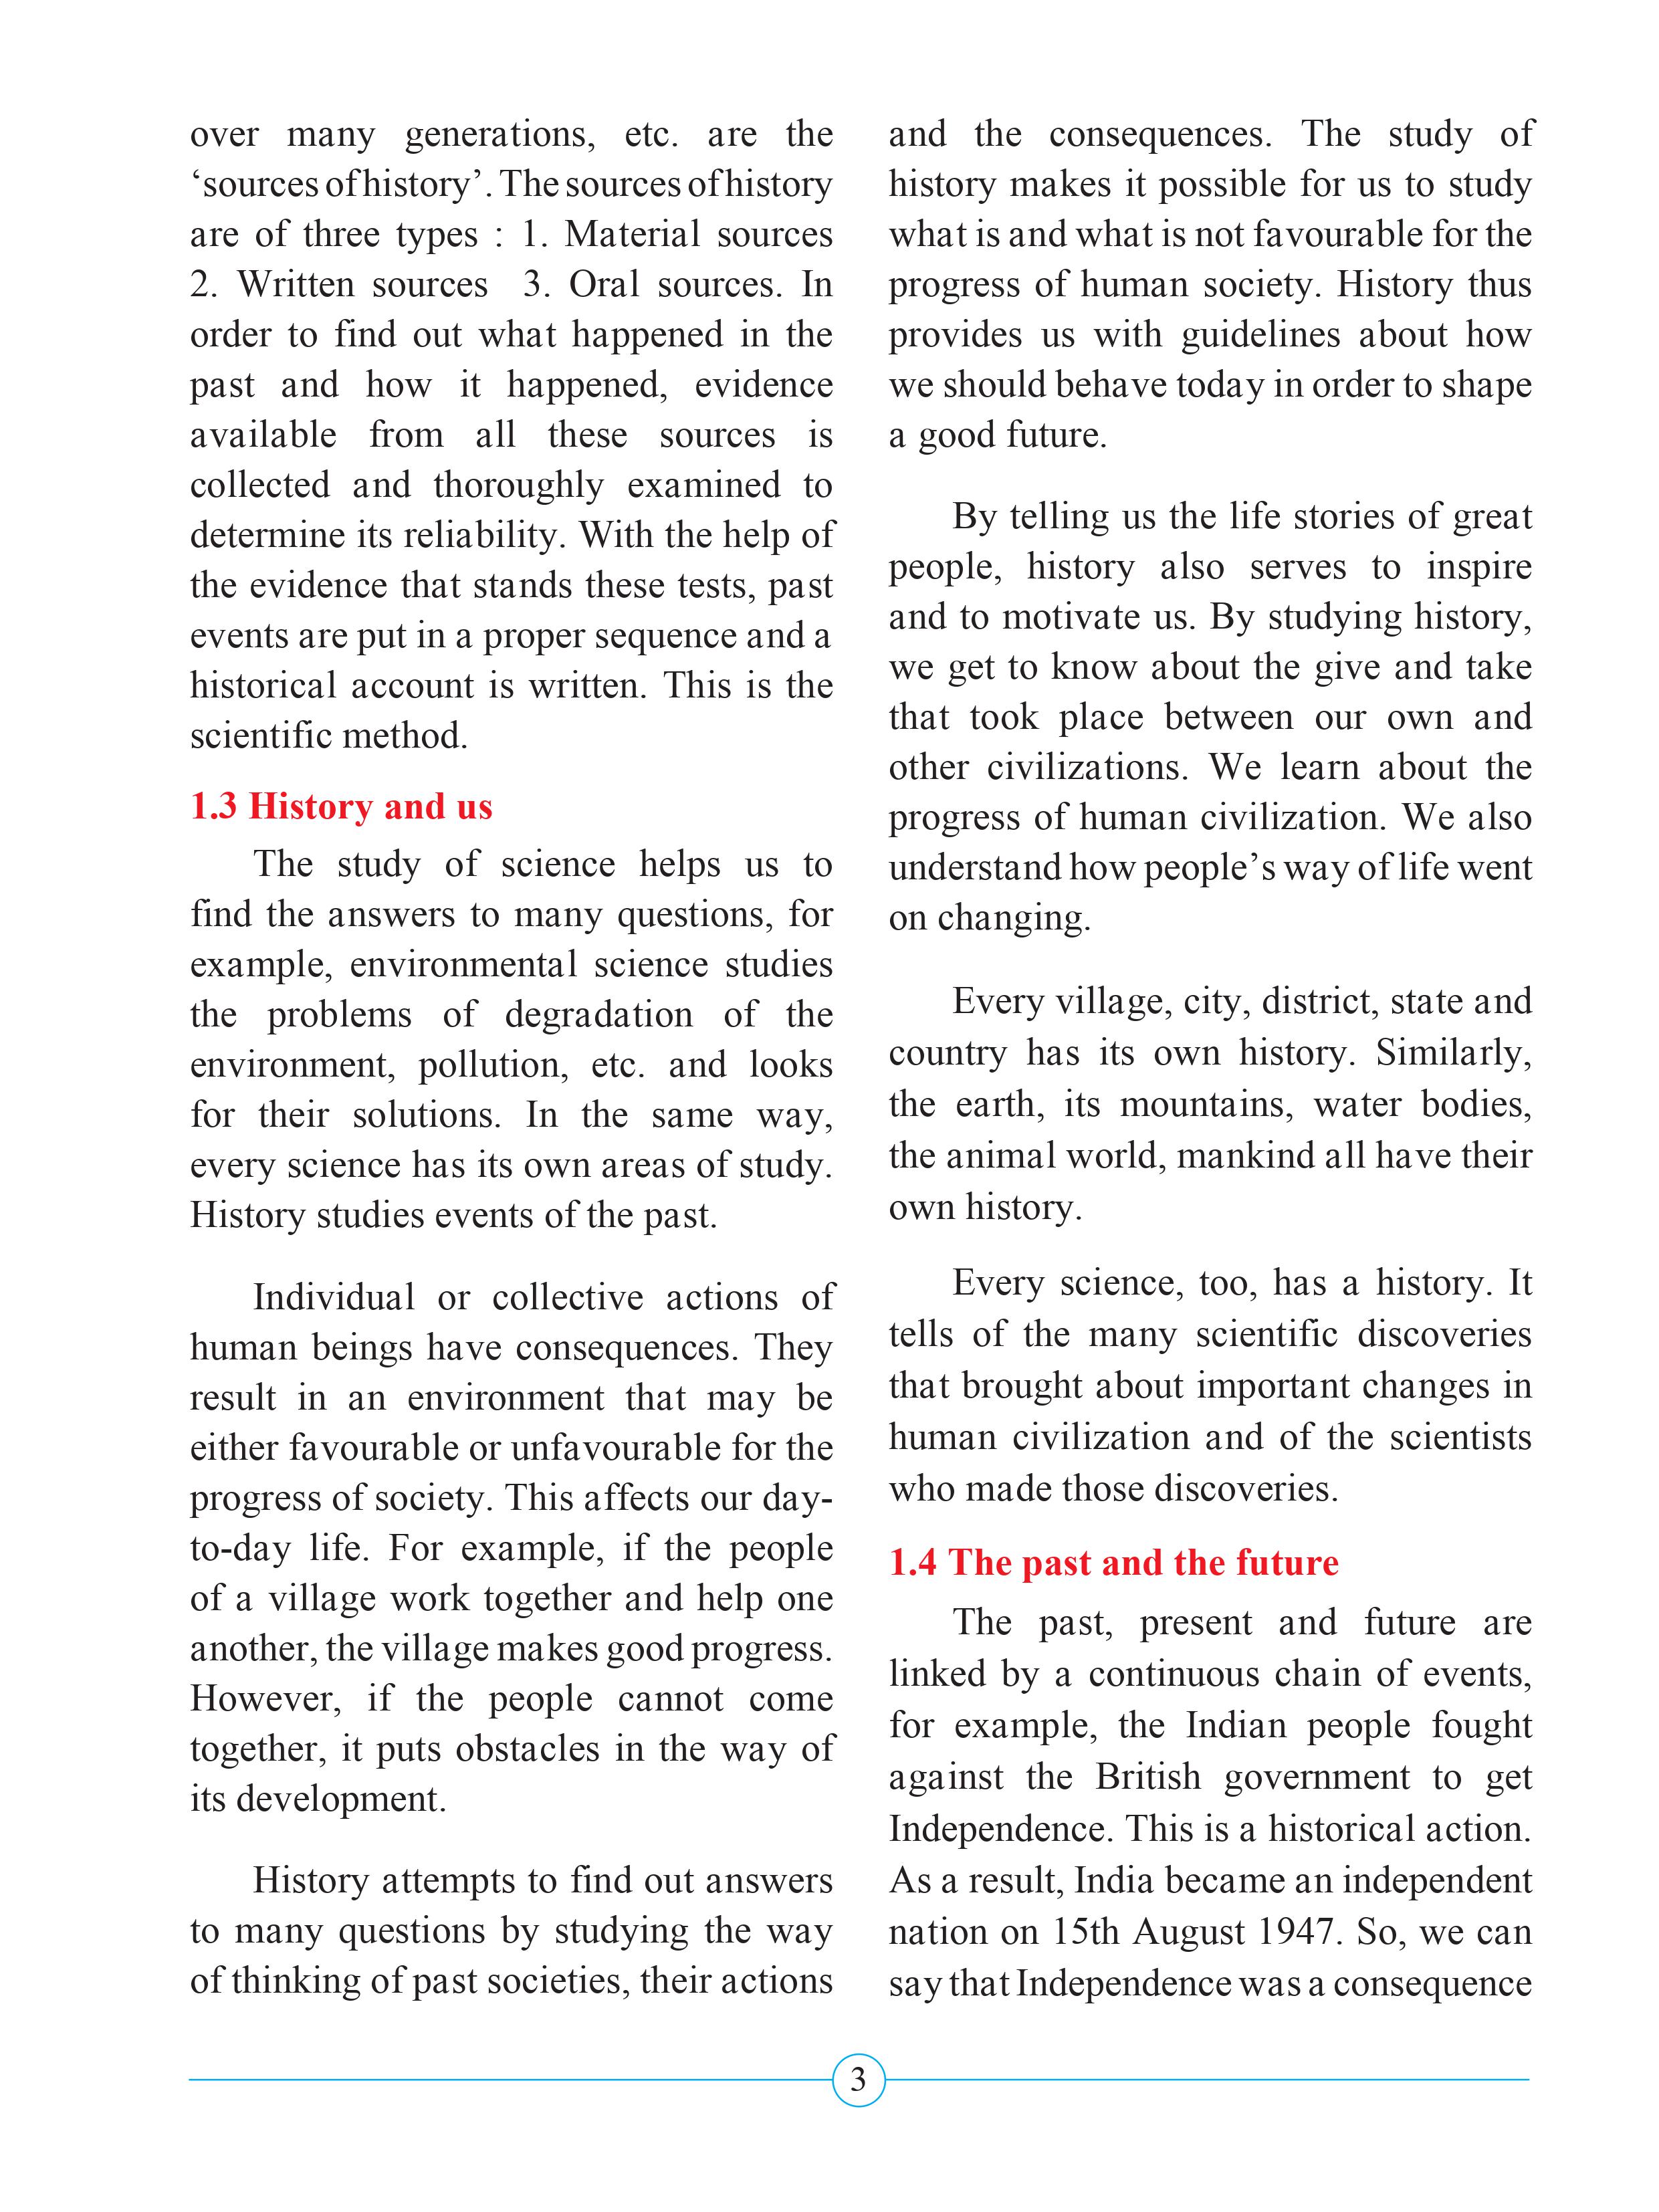 over many generations, etc. are the
‘sources of history’. The sources of history
are of three types : 1. Material sources
2. Written sources 3. Oral sources. In
order to find out what happened in the
past and how it happened, evidence
available from all these sources is
collected and thoroughly examined to
determine its reliability. With the help of
the evidence that stands these tests, past
events are put in a proper sequence and a
historical account is written. This is the
scientific method.
1.3 History and us
The study of science helps us to
find the answers to many questions, for
example, environmental science studies
the problems of degradation of the
environment, pollution, etc. and looks
for their solutions. In the same way,
every science has its own areas of study.
History studies events of the past.
Individual or collective actions of
human beings have consequences. They
result in an environment that may be
either favourable or unfavourable for the
progress of society. This affects our day-
to-day life. For example, if the people
of a village work together and help one
another, the village makes good progress.
However, if the people cannot come
together, it puts obstacles in the way of
its development.
History attempts to find out answers
to many questions by studying the way
of thinking of past societies, their actions
and the consequences. The study of
history makes it possible for us to study
what is and what is not favourable for the
progress of human society. History thus
provides us with guidelines about how
we should behave today in order to shape
a good future.
By telling us the life stories of great
people, history also serves to inspire
and to motivate us. By studying history,
we get to know about the give and take
that took place between our own and
other civilizations. We learn about the
progress of human civilization. We also
understand how people’s way of life went
on changing.
Every village, city, district, state and
country has its own history. Similarly,
the earth, its mountains, water bodies,
the animal world, mankind all have their
own history.
Every science, too, has a history. It
tells of the many scientific discoveries
that brought about important changes in
human civilization and of the scientists
who made those discoveries.
1.4 The past and the future
The past, present and future are
linked by a continuous chain of events,
for example, the Indian people fought
against the British government to get
Independence. This is a historical action.
As a result, India became an independent
nation on 15th August 1947. So, we can
say that Independence was a consequence
3